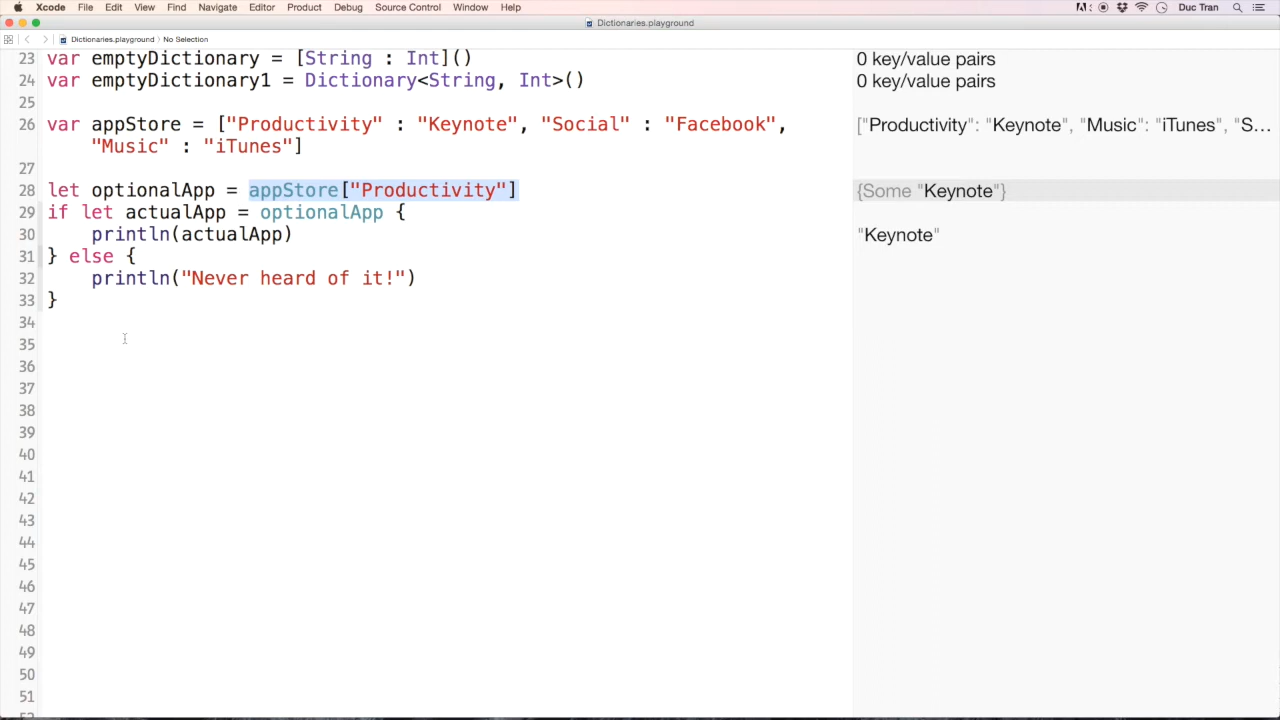 Xcode File Edit View Find Navigate Editor Product Debug Source Control Window Help Duc Tran
Dictionaries.playground
Dictionaries.playground › No Selection
23 var emptyDictionary = [String : Int]() 0 key/value pairs
24 var emptyDictionary1 = Dictionary<String, Int>() 0 key/value pairs
25
26 var appStore = ["Productivity" : "Keynote", "Social" : "Facebook", ["Productivity": "Keynote", "Music": "iTunes", "S...
"Music" : "iTunes"]
27
28 let optionalApp = appStore["Productivity"] {Some "Keynote"}
29 if let actualApp = optionalApp {
30 println(actualApp) "Keynote"
31 } else {
32 println("Never heard of it!")
33 }
34
35
36
37
38
39
40
41
42
43
44
45
46
47
48
49
50
51